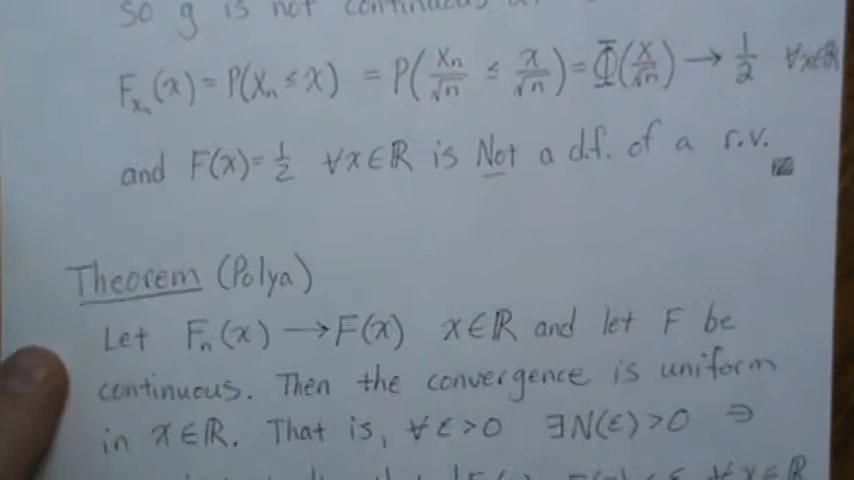 so g is not continuous
F_{X_n}(x) = P(X_n ≤ x) = P(X_n/√n ≤ x/√n) = Φ(x/√n) → 1/2 ∀x∈ℝ
and F(x) = 1/2 ∀x∈ℝ is Not a d.f. of a r.v.
Theorem (Polya)
Let F_n(x) → F(x) x∈ℝ and let F be
continuous. Then the convergence is uniform
in x∈ℝ. That is, ∀ε>0 ∃N(ε)>0 ∋
∀x∈ℝ